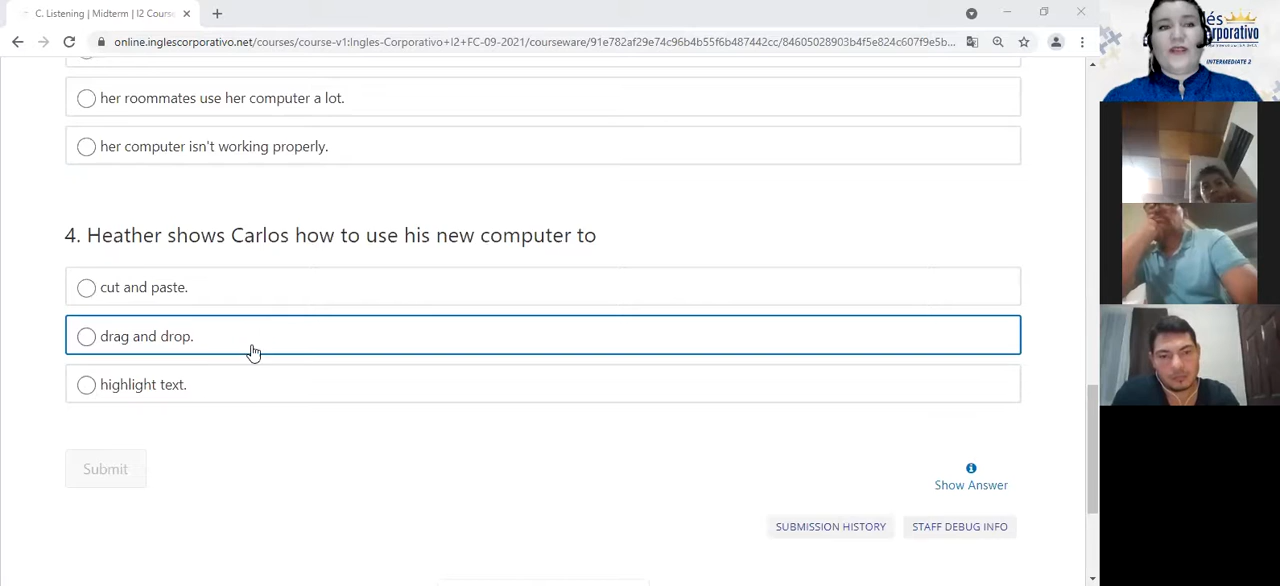 C. Listening | Midterm | I2 Cours
online.inglescorporativo.net/courses/course-v1:Ingles-Corporativo+I2+FC-09-2021/courseware/91e782af29e74c96b4b55f6b487442cc/84605028903b4f5e824c607f9e5b...
és
orporativo
INTERMEDIATE 2
her roommates use her computer a lot.
her computer isn't working properly.
4. Heather shows Carlos how to use his new computer to
cut and paste.
drag and drop.
highlight text.
Submit
Show Answer
SUBMISSION HISTORY
STAFF DEBUG INFO